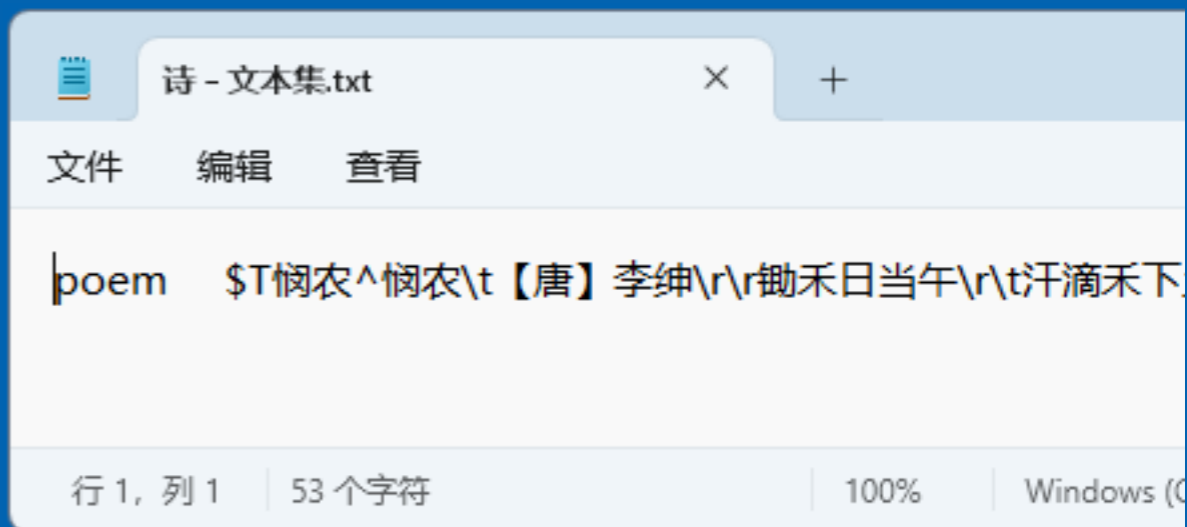 诗 - 文本集.txt
文件 编辑 查看
poem $T悯农^悯农\t【唐】李绅\r\r锄禾日当午\r\t汗滴禾下
行 1, 列 1 53 个字符 100% Windows (